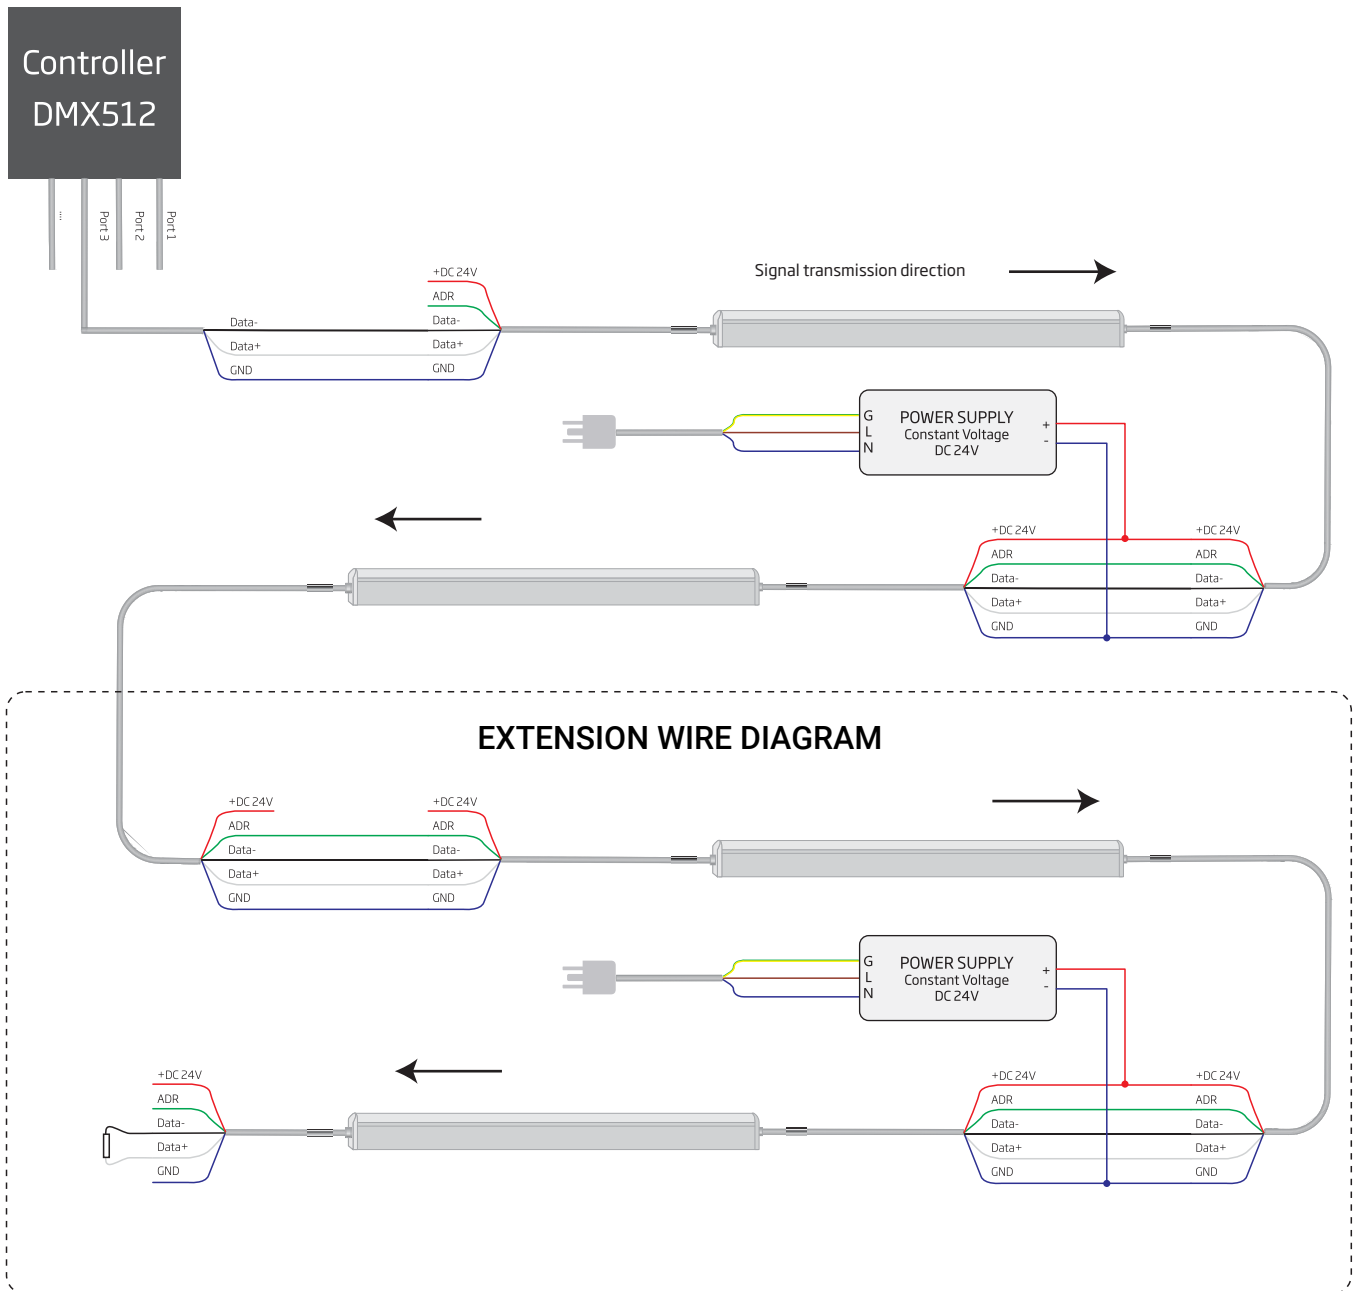 Controller
DMX512
....
Port 3
Port 2
Port 1
Signal transmission direction
+DC 24V
ADR
Data-
Data+
GND
Data-
Data+
GND
G
L
N
POWER SUPPLY
Constant Voltage
DC 24V
+
-
+DC 24V
ADR
Data-
Data+
GND
+DC 24V
ADR
Data-
Data+
GND
EXTENSION WIRE DIAGRAM
+DC 24V
ADR
Data-
Data+
GND
+DC 24V
ADR
Data-
Data+
GND
G
L
N
POWER SUPPLY
Constant Voltage
DC 24V
+
-
+DC 24V
ADR
Data-
Data+
GND
+DC 24V
ADR
Data-
Data+
GND
+DC 24V
ADR
Data-
Data+
GND